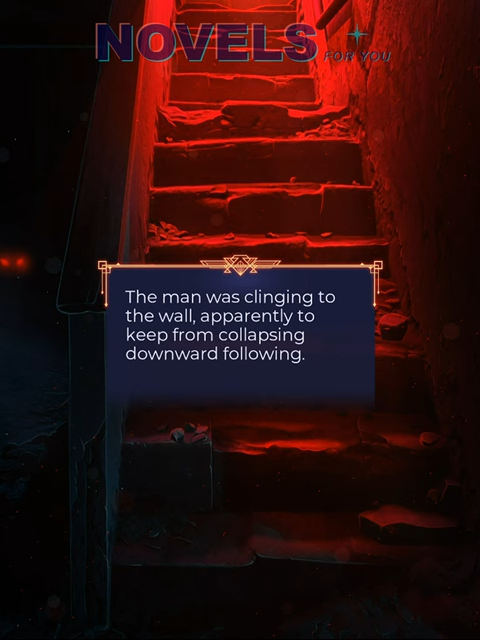 NOVELS
FOR YOU
The man was clinging to
the wall, apparently to
keep from collapsing
downward following.